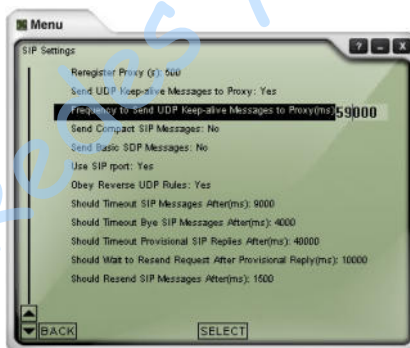 Menu
SIP Settings
? - X
Reregister Proxy (s): 500
Send UDP Keep-alive Messages to Proxy: Yes
Frequency to Send UDP Keep-alive Messages to Proxy(ms) 59000
Send Compact SIP Messages: No
Send Basic SDP Messages: No
Use SIP rport: Yes
Obey Reverse UDP Rules: Yes
Should Timeout SIP Messages After(ms): 9000
Should Timeout Bye SIP Messages After(ms): 4000
Should Timeout Provisional SIP Replies After(ms): 40000
Should Wait to Resend Request After Provisional Reply(ms): 10000
Should Resend SIP Messages After(ms): 1500
BACK SELECT